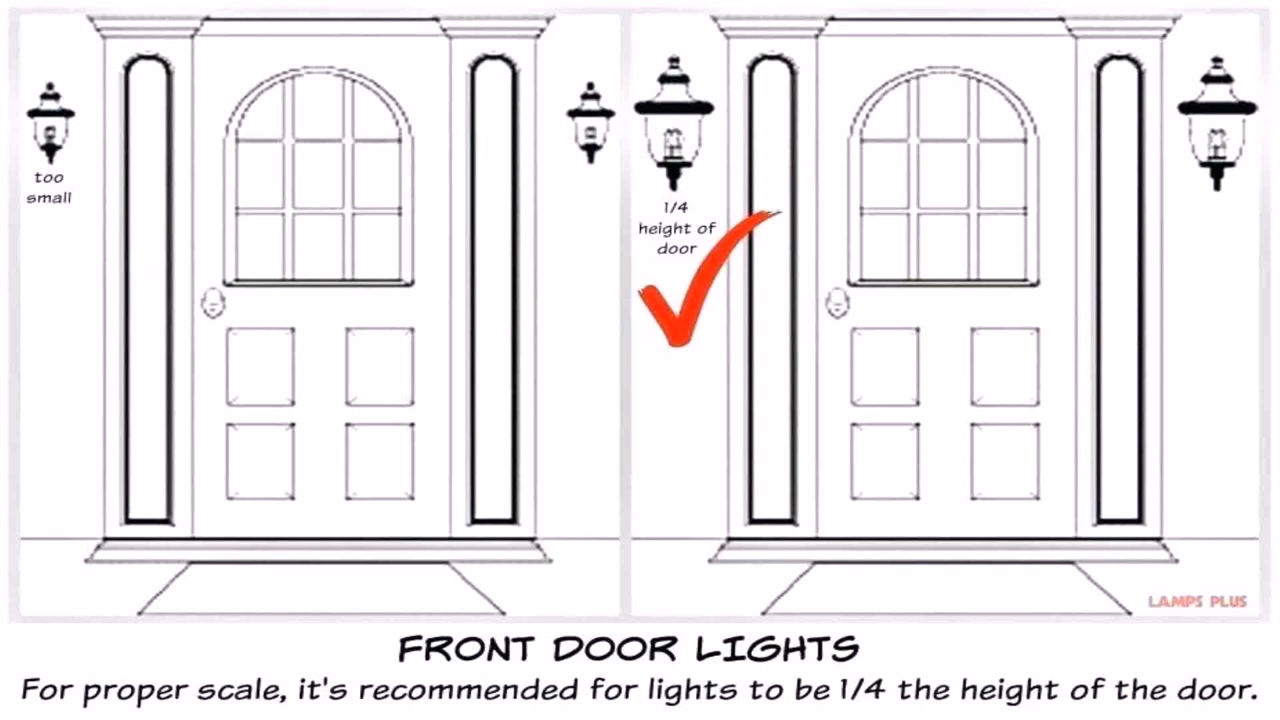 too
small
1/4
height of
door
LAMPS PLUS
FRONT DOOR LIGHTS
For proper scale, it's recommended for lights to be 1/4 the height of the door.